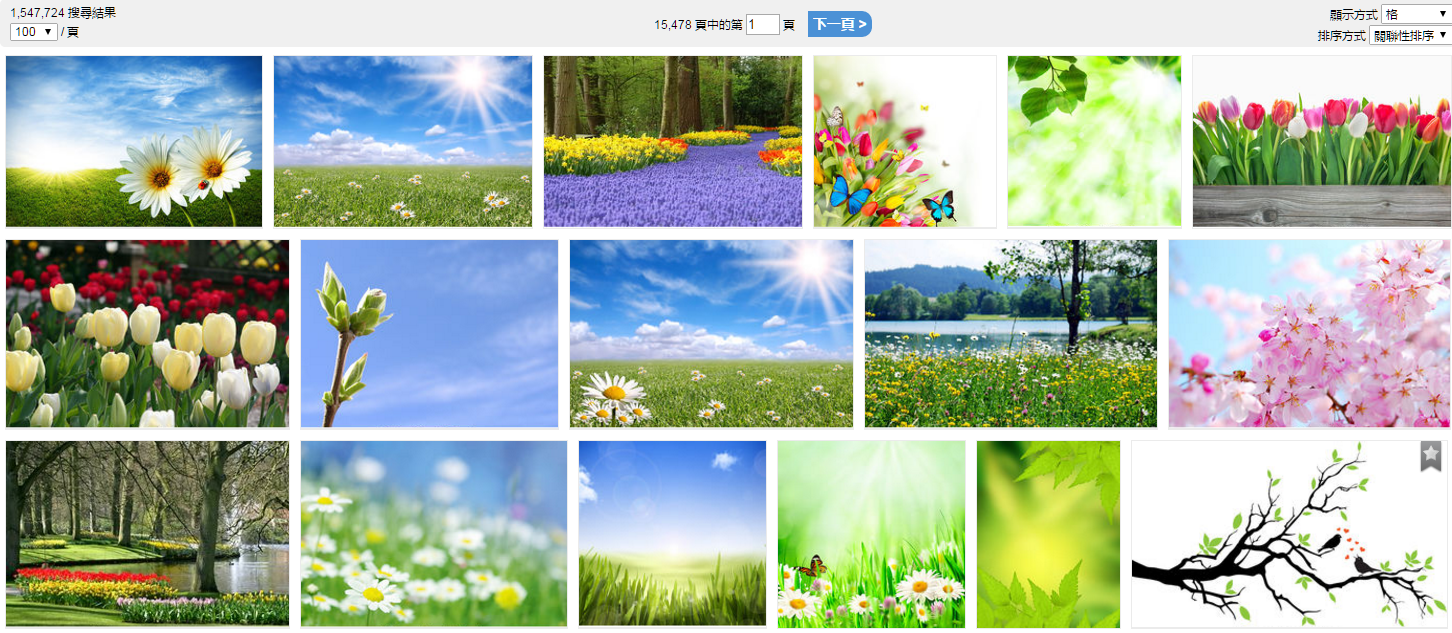 1,547,724 搜尋結果
100 ▼ / 頁
15,478 頁中的第 1 頁 下一頁 >
顯示方式 格 ▼
排序方式 關聯性排序 ▼